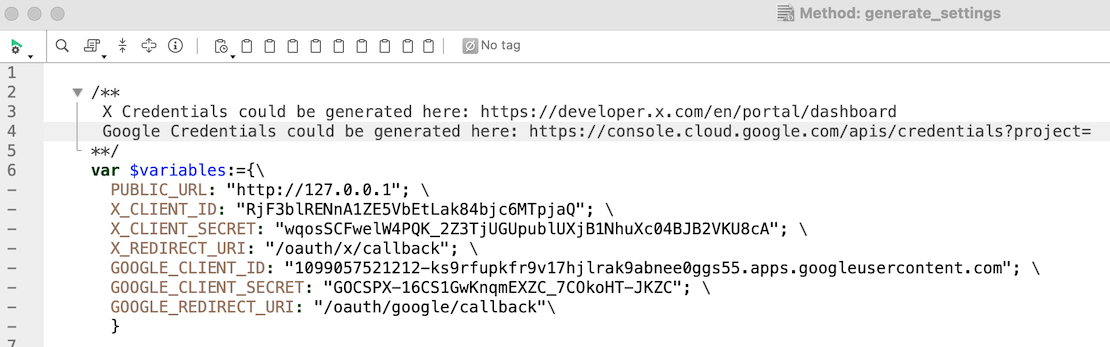 Method: generate_settings
No tag
1
2 /**
3 X Credentials could be generated here: https://developer.x.com/en/portal/dashboard
4 Google Credentials could be generated here: https://console.cloud.google.com/apis/credentials?project=
5 **/
6 var $variables:={\
- PUBLIC_URL: "http://127.0.0.1"; \
- X_CLIENT_ID: "RjF3blRENnA1ZE5VbEtLak84bjc6MTpjaQ"; \
- X_CLIENT_SECRET: "wqosSCFwelW4PQK_2Z3TjUGUpublUXjB1NhuXc04BJB2VKU8cA"; \
- X_REDIRECT_URI: "/oauth/x/callback"; \
- GOOGLE_CLIENT_ID: "1099057521212-ks9rfupkfr9v17hjlrak9abnee0ggs55.apps.googleusercontent.com"; \
- GOOGLE_CLIENT_SECRET: "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"; \
- GOOGLE_REDIRECT_URI: "/oauth/google/callback"\
- }
7